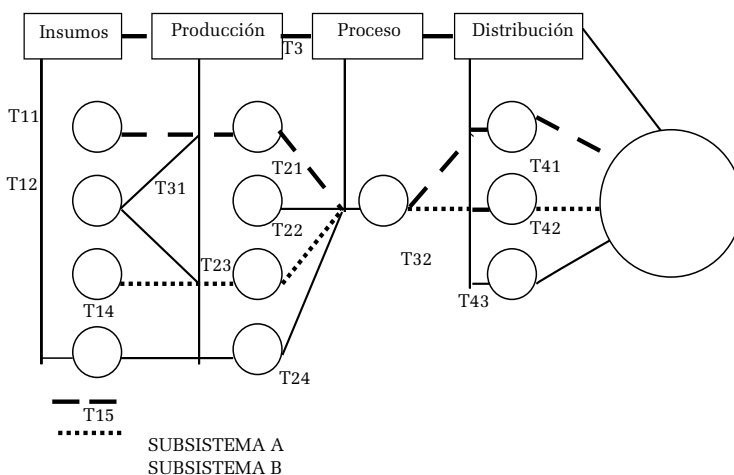 Insumos
Producción
Proceso
Distribución
T3
T11
T12
T31
T21
T41
T22
T42
T23
T32
T14
T43
T24
T15
SUBSISTEMA A
SUBSISTEMA B